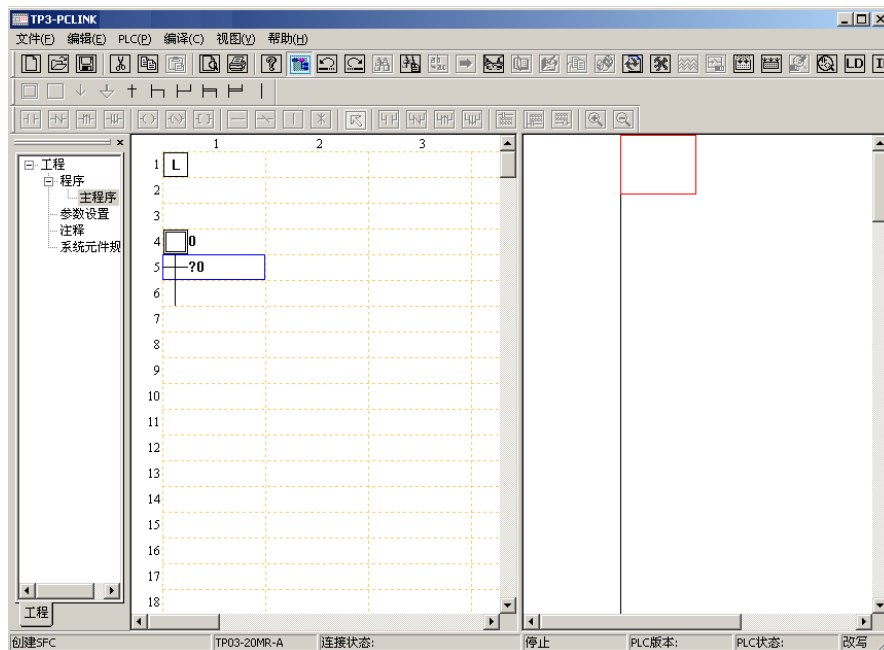 TP3-PCLINK
文件(F) 编辑(E) PLC(P) 编译(C) 视图(V) 帮助(H)
LD
1 2 3
1 L
2
3
4 0
5 ?0
6
7
8
9
10
11
12
13
14
15
16
17
18
工程
程序
主程序
参数设置
注释
系统元件规
工程
创建SFC TP03-20MR-A 连接状态: 停止 PLC版本: PLC状态: 改写